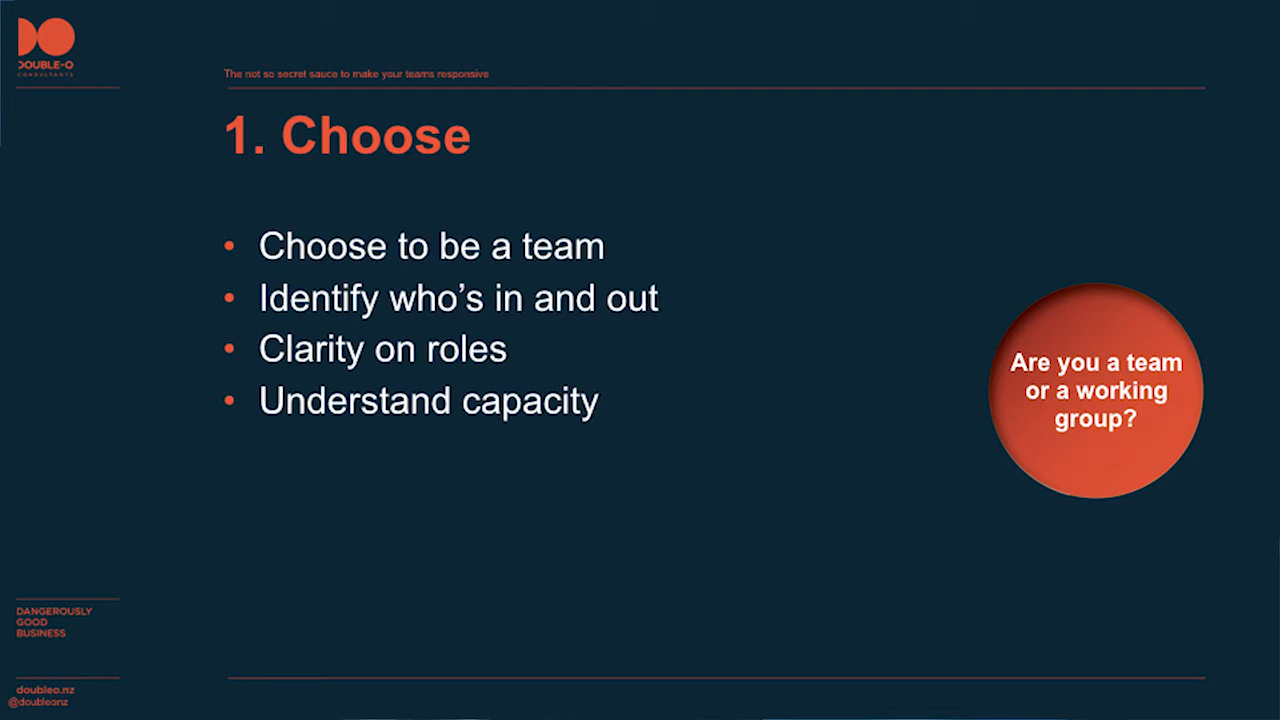 DOUBLE-O
CONSULTANTS
The not so secret sauce to make your teams responsive
1. Choose
• Choose to be a team
• Identify who’s in and out
• Clarity on roles
• Understand capacity
Are you a team
or a working
group?
DANGEROUSLY
GOOD
BUSINESS
doubleo.nz
@doubleonz